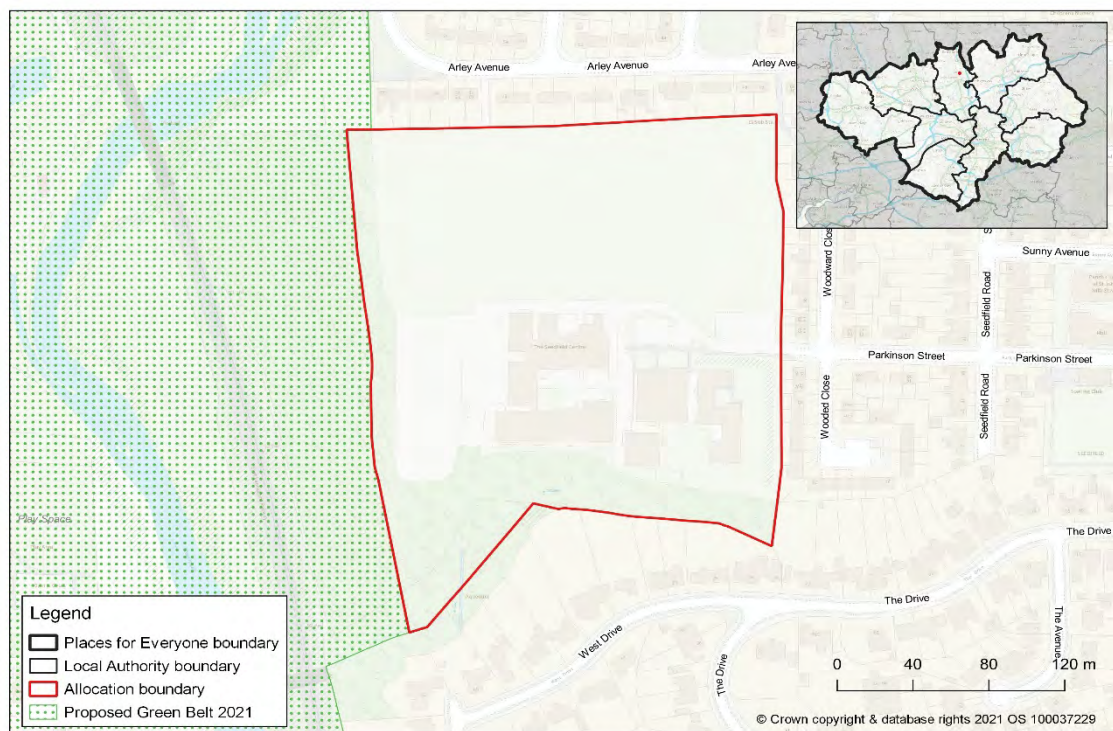 Arley Avenue
Arley Avenue
Arley Ave
Sunny Avenue
Woodward Close
Seedfield Road
The Seedfield Centre
Parkinson Street
Parkinson Street
Wooded Close
Seedfield Road
Play Space
The Drive
The Drive
West Drive
The Drive
The Avenue
Legend
Places for Everyone boundary
Local Authority boundary
Allocation boundary
Proposed Green Belt 2021
0 40 80 120 m
© Crown copyright & database rights 2021 OS 100037229